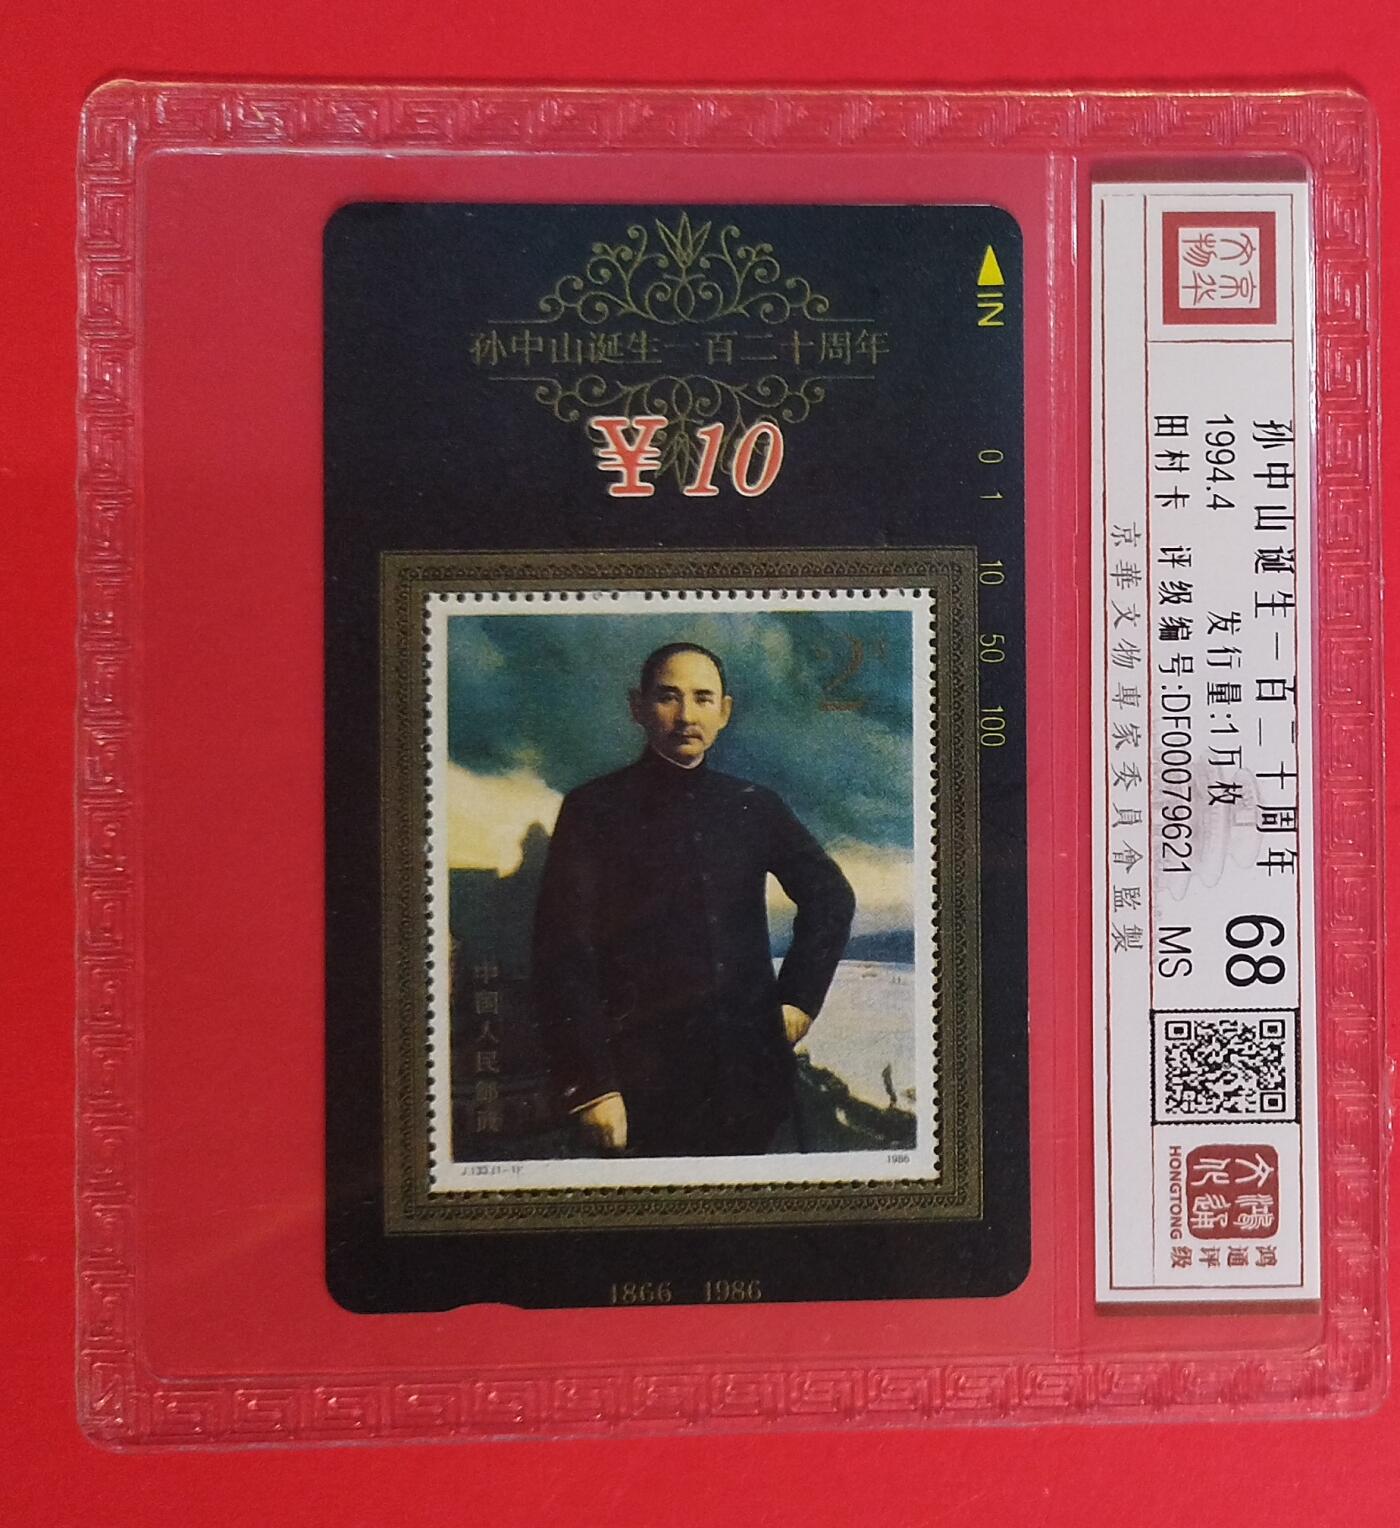 孙中山诞生一百二十周年
¥10
IN
0 1 10 50 100
2
中国人民邮政
J.133.(1-1)
1986
1866 1986
京华
文物
孙中山诞生一百二十周年
1994.4 发行量:1万枚
田村卡 评级编号:DF00079621
68
MS
京華文物專家委員會監製
鸿通评级
HONGTONG